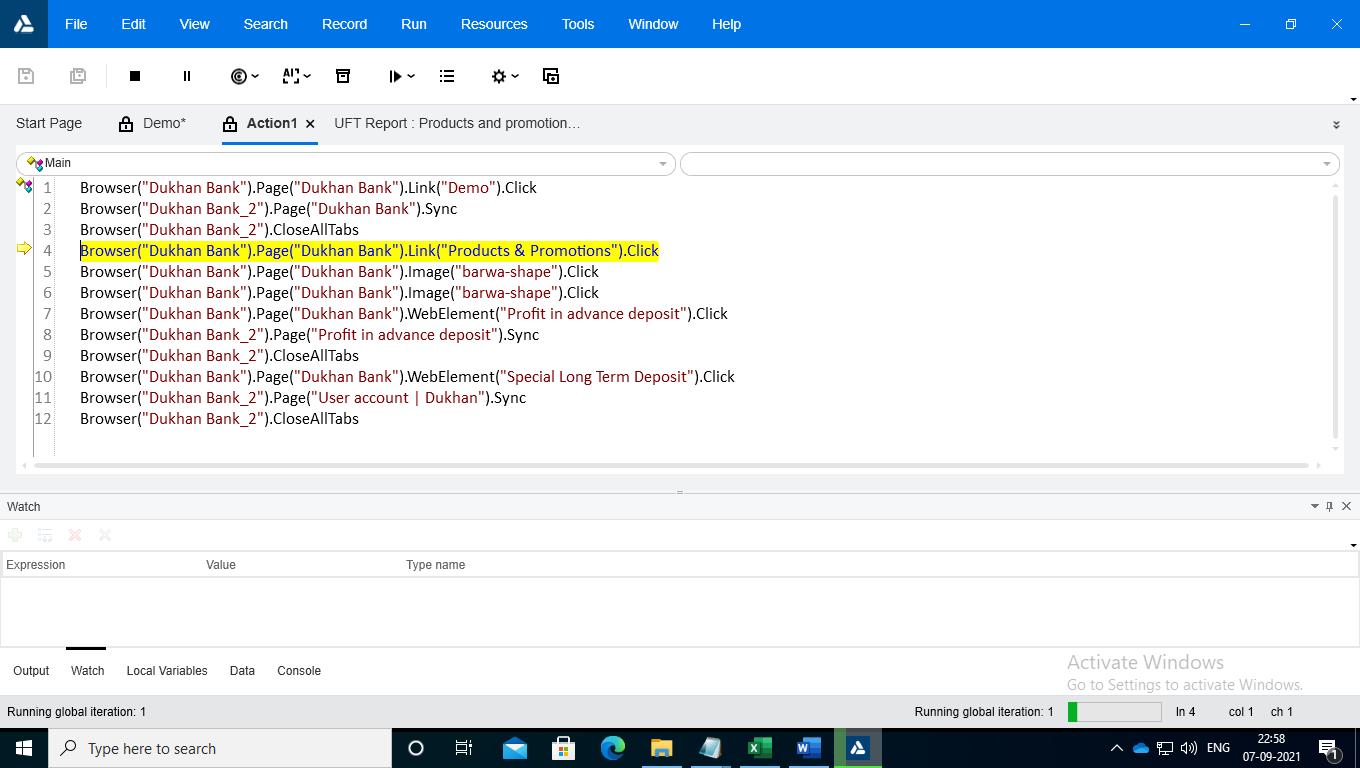 File Edit View Search Record Run Resources Tools Window Help
Start Page Demo* Action1 UFT Report : Products and promotion…
Main
1 Browser("Dukhan Bank").Page("Dukhan Bank").Link("Demo").Click
2 Browser("Dukhan Bank_2").Page("Dukhan Bank").Sync
3 Browser("Dukhan Bank_2").CloseAllTabs
4 Browser("Dukhan Bank").Page("Dukhan Bank").Link("Products & Promotions").Click
5 Browser("Dukhan Bank").Page("Dukhan Bank").Image("barwa-shape").Click
6 Browser("Dukhan Bank").Page("Dukhan Bank").Image("barwa-shape").Click
7 Browser("Dukhan Bank").Page("Dukhan Bank").WebElement("Profit in advance deposit").Click
8 Browser("Dukhan Bank_2").Page("Profit in advance deposit").Sync
9 Browser("Dukhan Bank_2").CloseAllTabs
10 Browser("Dukhan Bank").Page("Dukhan Bank").WebElement("Special Long Term Deposit").Click
11 Browser("Dukhan Bank_2").Page("User account | Dukhan").Sync
12 Browser("Dukhan Bank_2").CloseAllTabs
Watch
Expression Value Type name
Output Watch Local Variables Data Console
Activate Windows
Go to Settings to activate Windows.
Running global iteration: 1 Running global iteration: 1 ln 4 col 1 ch 1
Type here to search ENG 22:58
07-09-2021 1